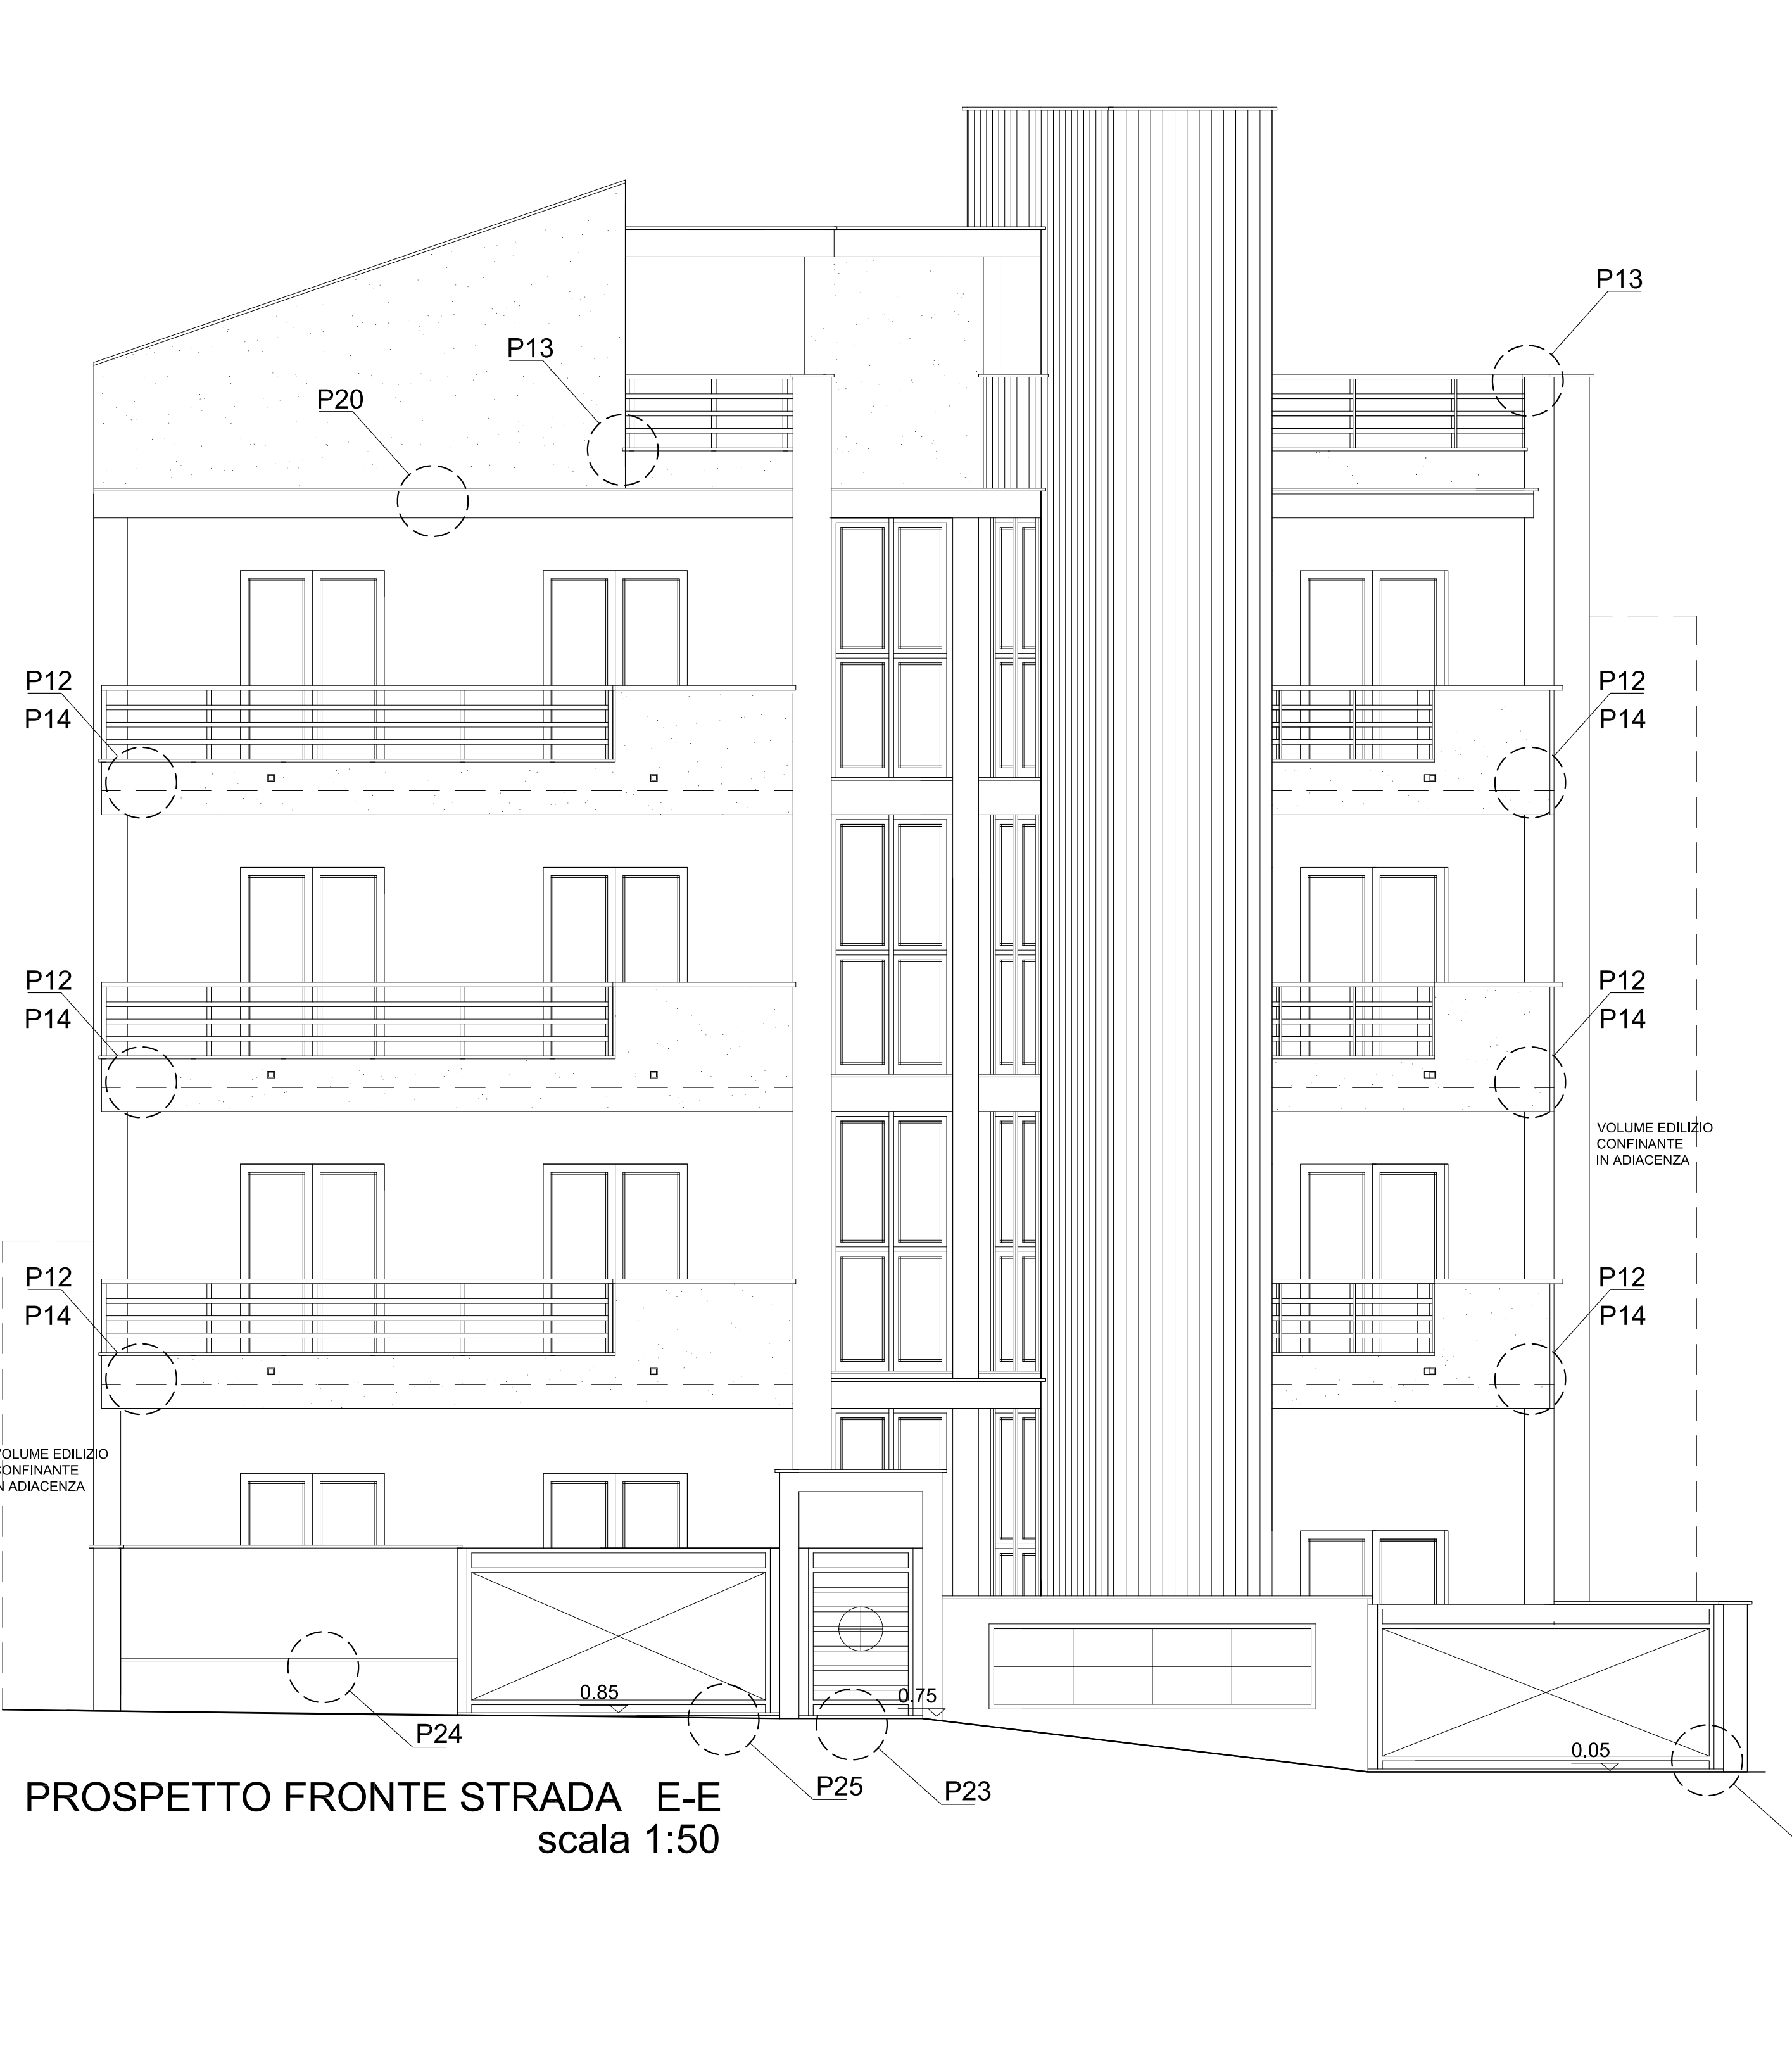 P13
P13
P20
P12
P14
P12
P14
P12
P14
P12
P14
VOLUME EDILIZIO
CONFINANTE
IN ADIACENZA
P12
P14
P12
P14
OLUME EDILIZIO
ONFINANTE
ADIACENZA
0.85
0.75
0.05
P24
P25
P23
PROSPETTO FRONTE STRADA E-E
scala 1:50